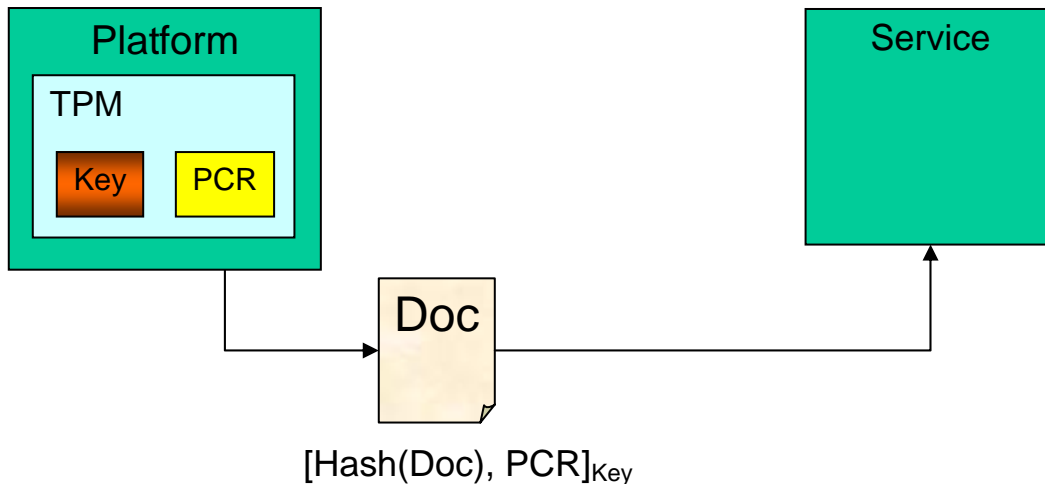 Platform
TPM
Key
PCR
Service
Doc
[Hash(Doc), PCR]Key